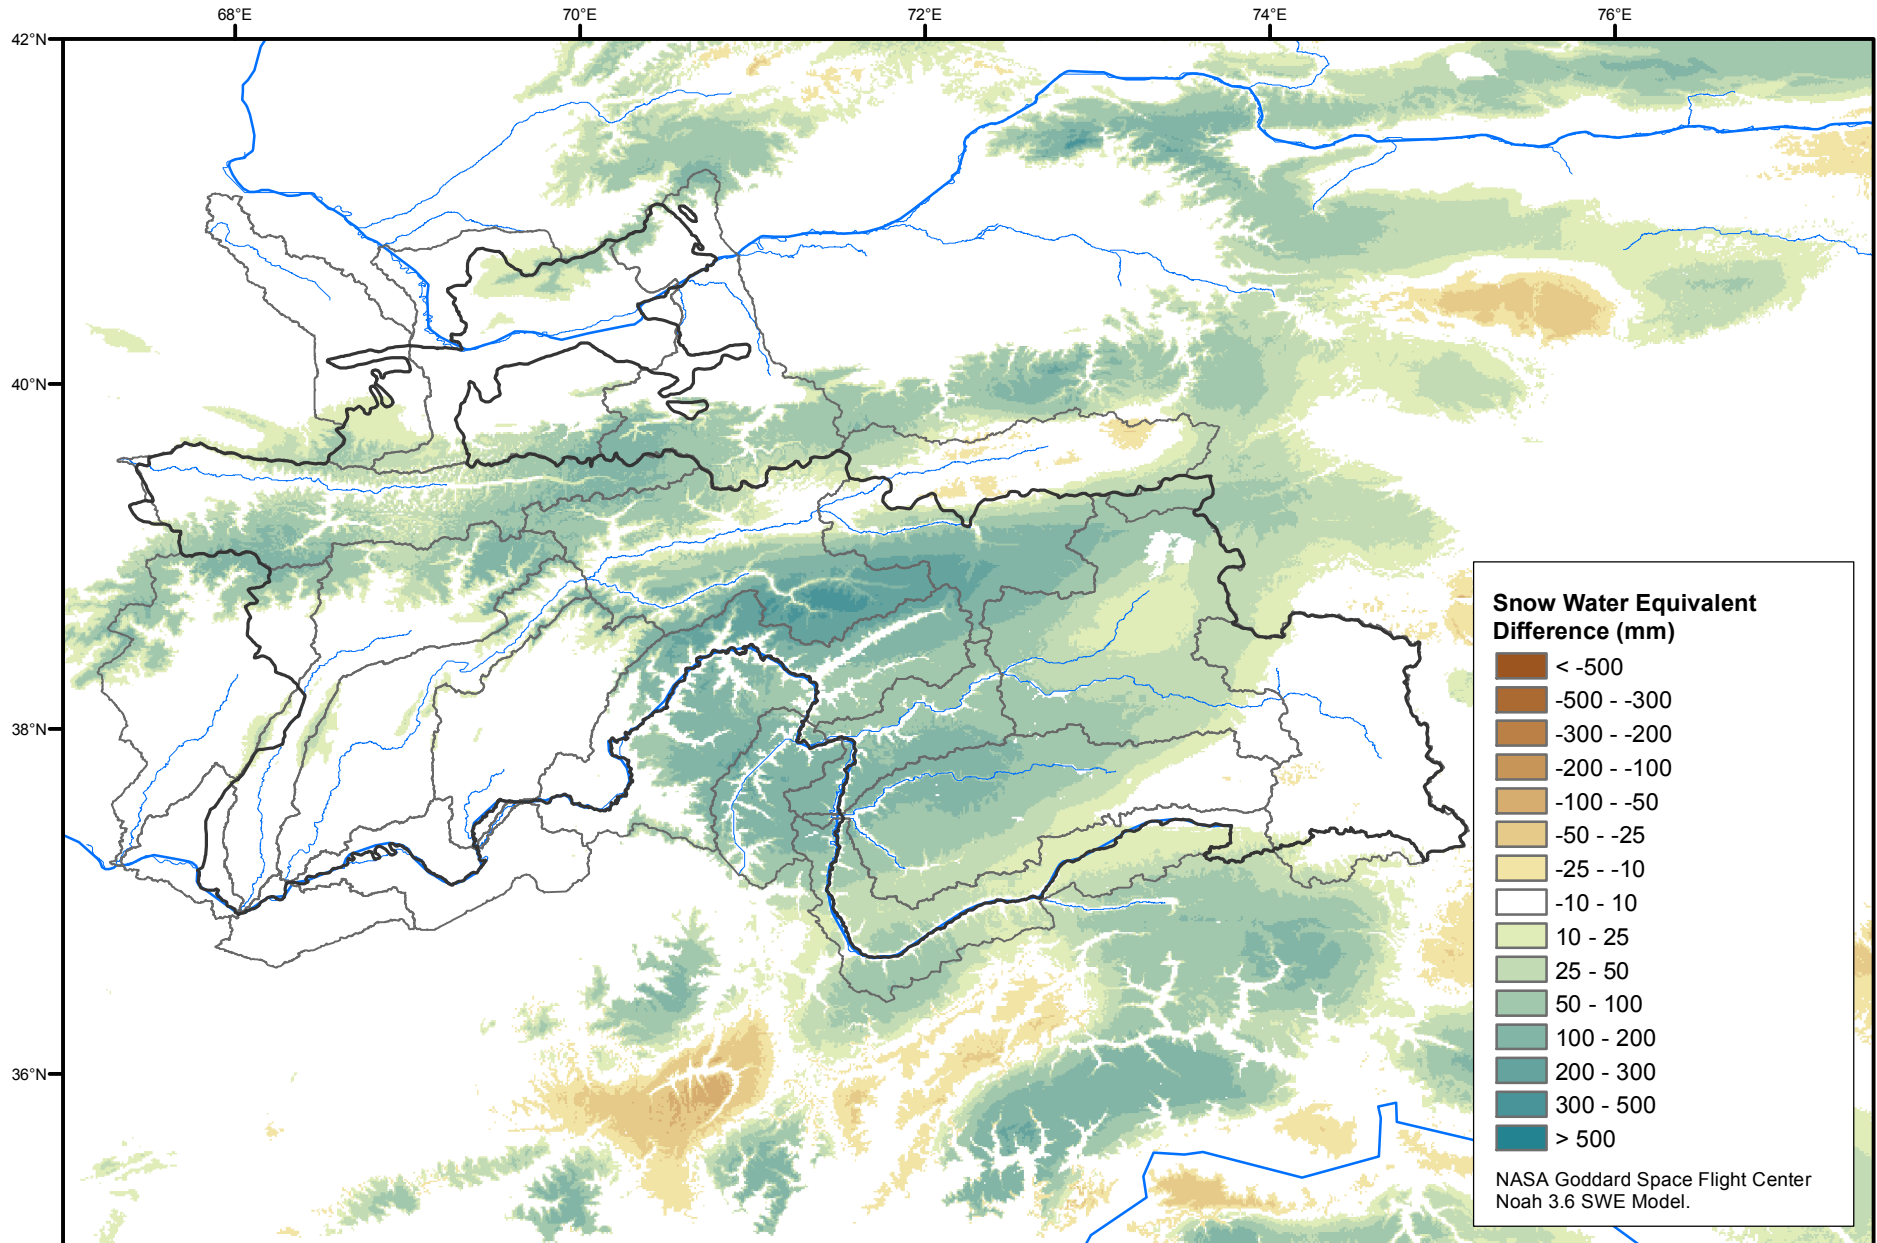 68°E 70°E 72°E 74°E 76°E
42°N
40°N
38°N
36°N
Snow Water Equivalent
Difference (mm)
< -500
-500 - -300
-300 - -200
-200 - -100
-100 - -50
-50 - -25
-25 - -10
-10 - 10
10 - 25
25 - 50
50 - 100
100 - 200
200 - 300
300 - 500
> 500
NASA Goddard Space Flight Center
Noah 3.6 SWE Model.